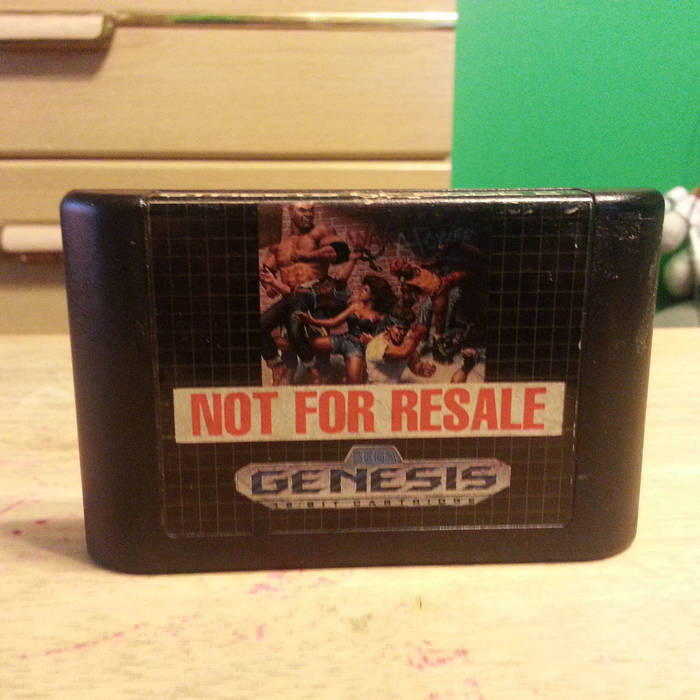 NOT FOR RESALE
SEGA
GENESIS
16-BIT CARTRIDGE